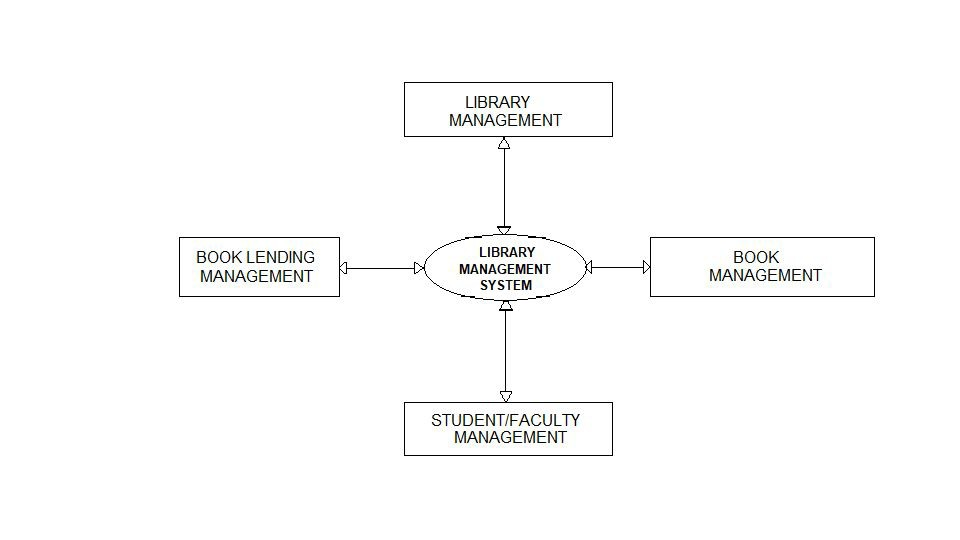 LIBRARY
MANAGEMENT
BOOK LENDING
MANAGEMENT
LIBRARY
MANAGEMENT
SYSTEM
BOOK
MANAGEMENT
STUDENT/FACULTY
MANAGEMENT